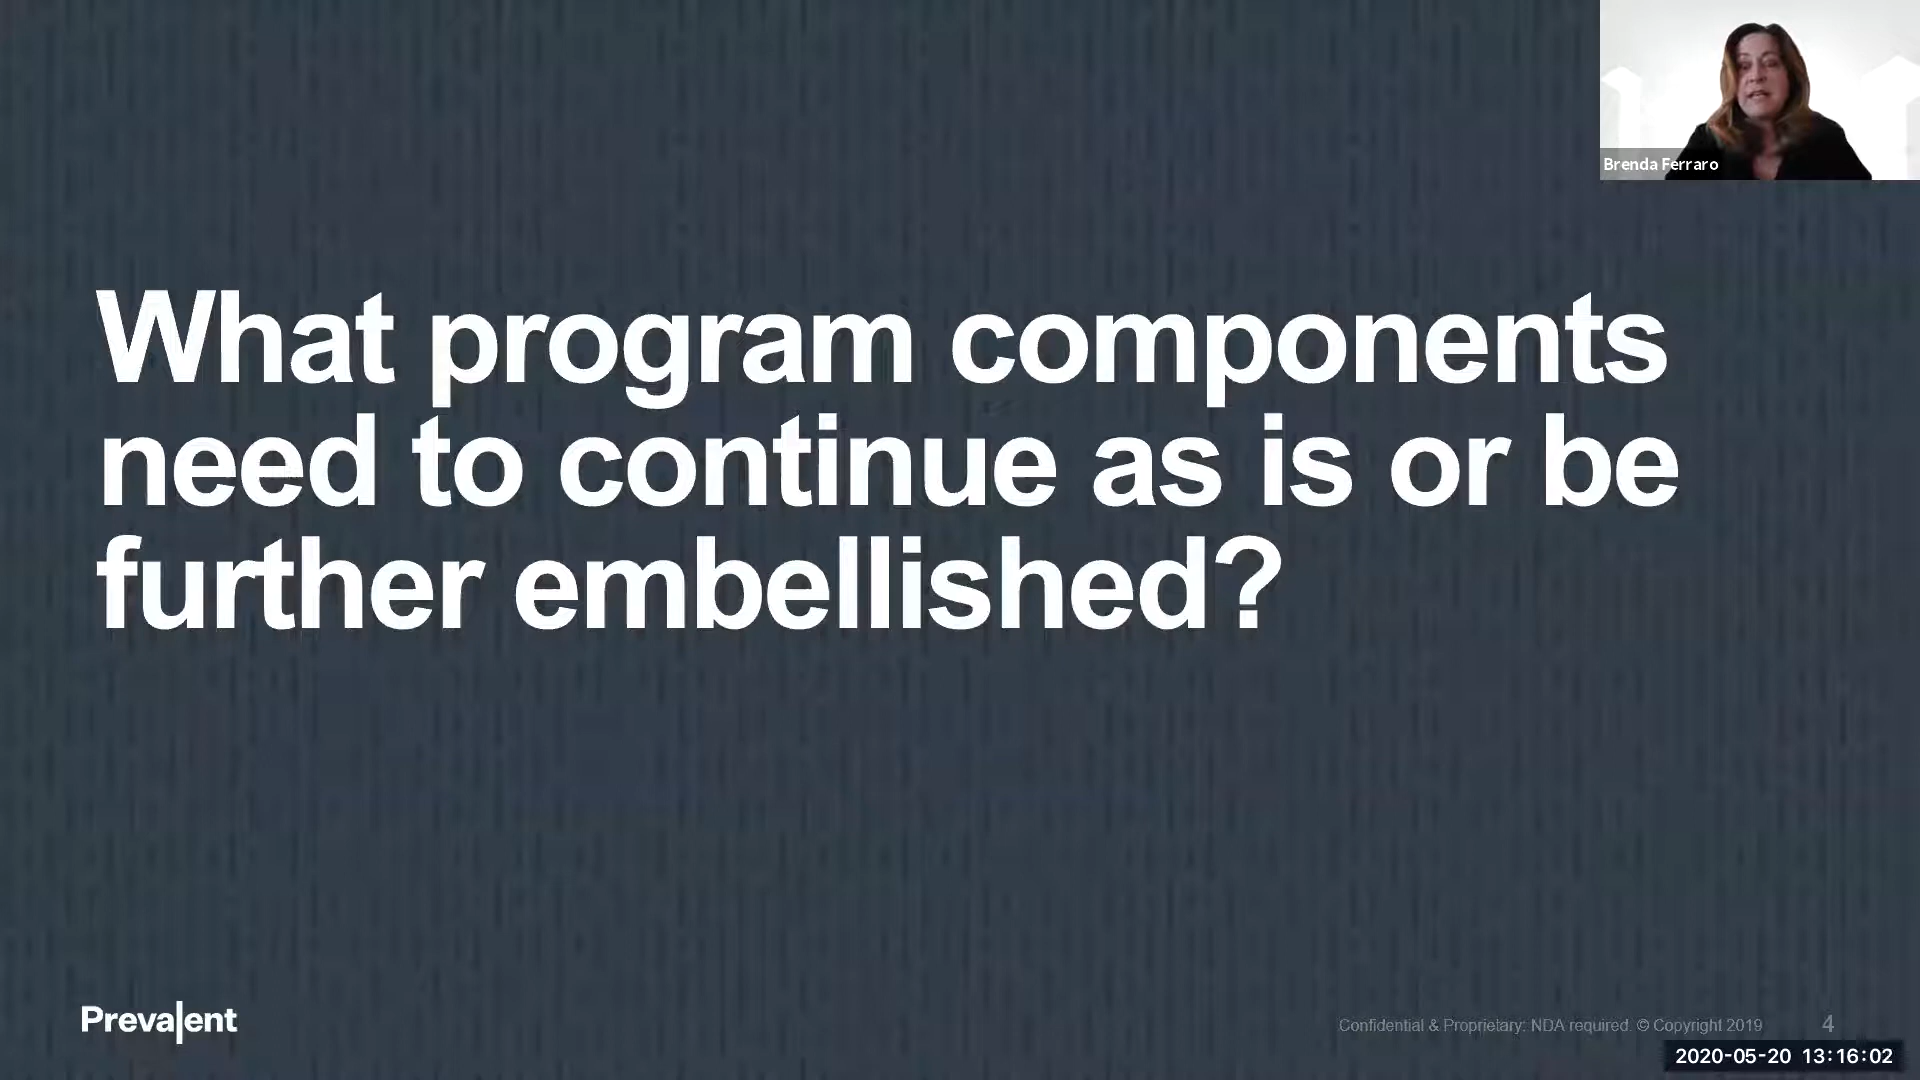 Brenda Ferraro
What program components
need to continue as is or be
further embellished?
Prevalent
Confidential & Proprietary: NDA required. © Copyright 2019
4
2020-05-20 13:16:02